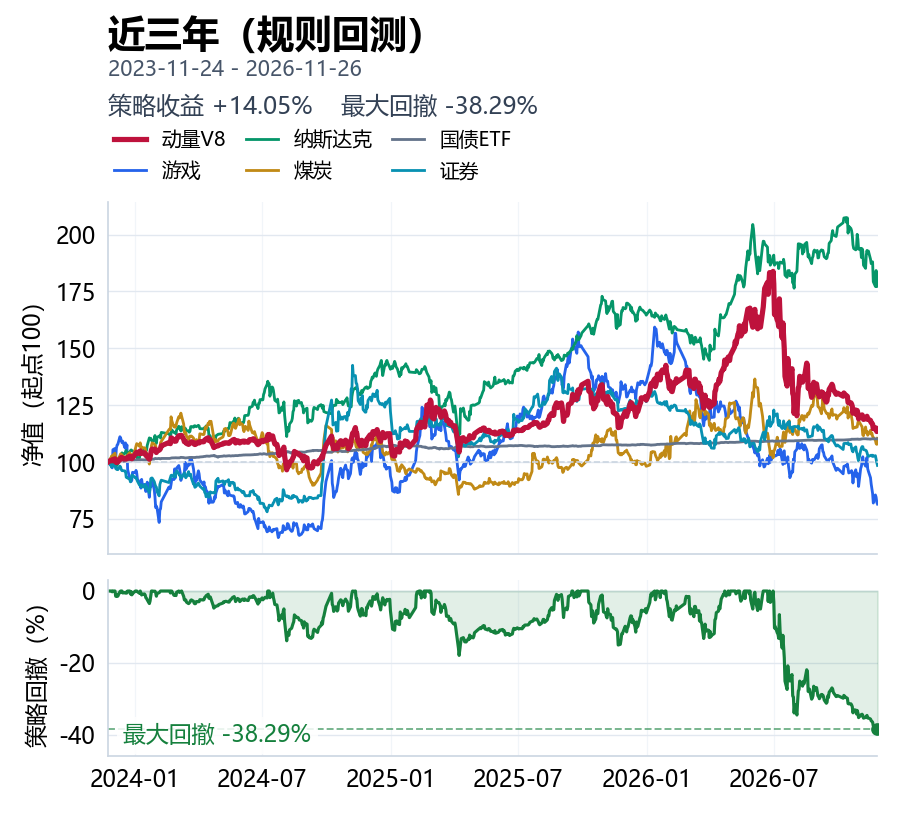 近三年（规则回测）
2023-11-24 - 2026-11-26
策略收益 +14.05% 最大回撤 -38.29%
动量V8 纳斯达克 国债ETF
游戏 煤炭 证券
净值（起点100）
200
175
150
125
100
75
策略回撤（%）
0
-20
-40
最大回撤 -38.29%
2024-01 2024-07 2025-01 2025-07 2026-01 2026-07